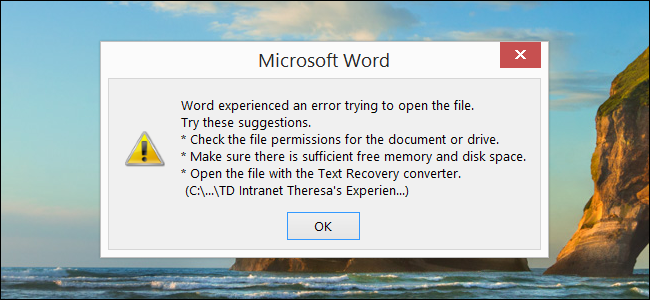 Microsoft Word
Word experienced an error trying to open the file.
Try these suggestions.
* Check the file permissions for the document or drive.
* Make sure there is sufficient free memory and disk space.
* Open the file with the Text Recovery converter.
(C:\...\TD Intranet Theresa's Experien...)
OK